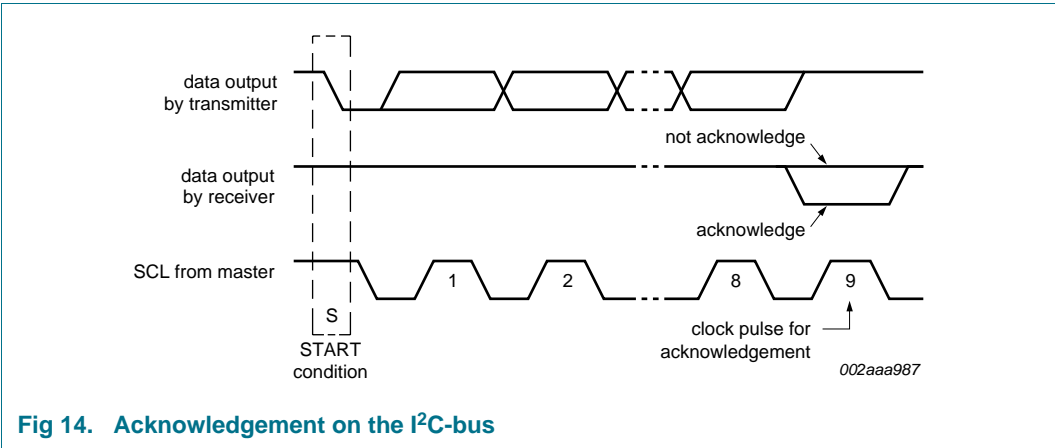 data output
by transmitter
not acknowledge
data output
by receiver
acknowledge
SCL from master
1
2
8
9
S
START
condition
clock pulse for
acknowledgement
002aaa987
Fig 14. Acknowledgement on the I²C-bus